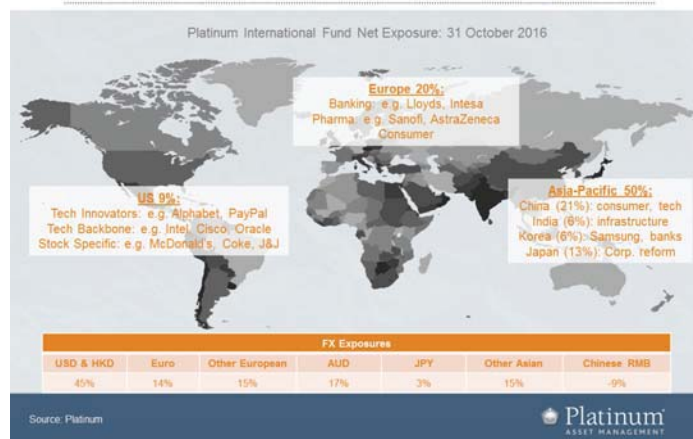 Platinum International Fund Net Exposure: 31 October 2016
Europe 20%:
Banking: e.g. Lloyds, Intesa
Pharma: e.g. Sanofi, AstraZeneca
Consumer
US 9%:
Tech Innovators: e.g. Alphabet, PayPal
Tech Backbone: e.g. Intel, Cisco, Oracle
Stock Specific: e.g. McDonald's, Coke, J&J
Asia-Pacific 50%:
China (21%): consumer, tech
India (6%): infrastructure
Korea (6%): Samsung, banks
Japan (13%): Corp. reform
FX Exposures
USD & HKD Euro Other European AUD JPY Other Asian Chinese RMB
45% 14% 15% 17% 3% 15% -9%
Source: Platinum
Platinum®
ASSET MANAGEMENT